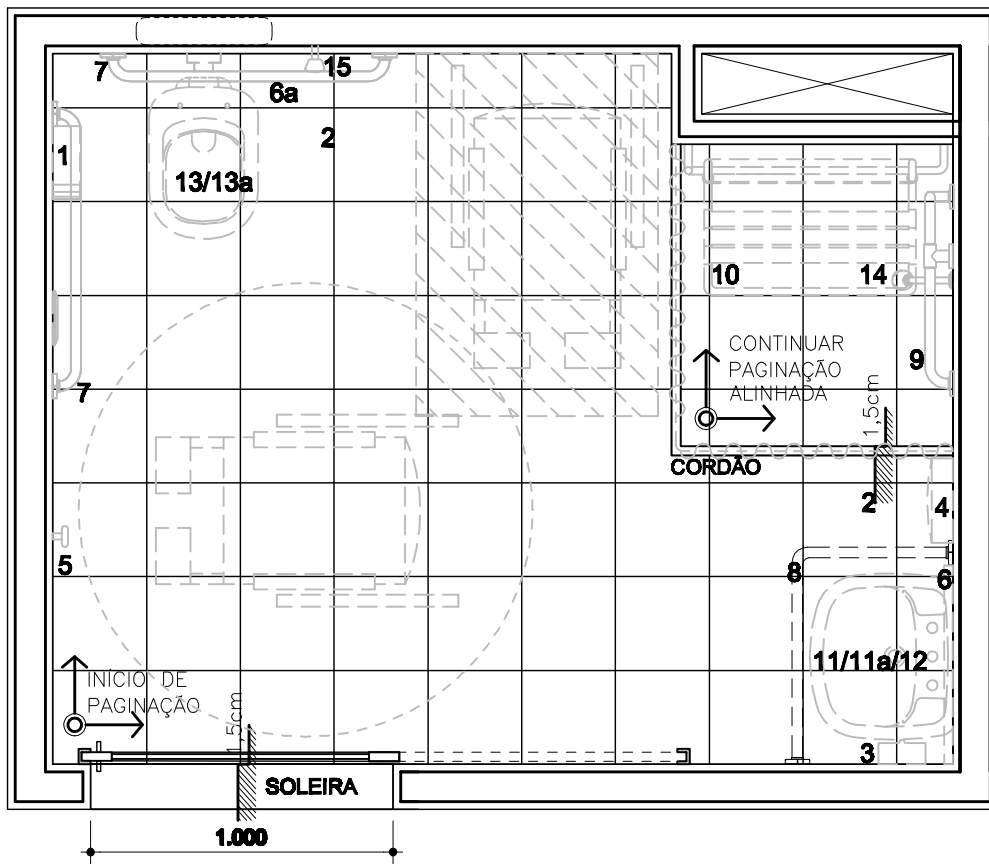 7
15
6a
1
2
13/13a
10
14
CONTINUAR
PAGINAÇÃO
ALINHADA
9
7
1,5cm
CORDÃO
2
4
5
8
6
11/11a/12
INÍCIO DE
PAGINAÇÃO
1,5cm
3
SOLEIRA
1.000